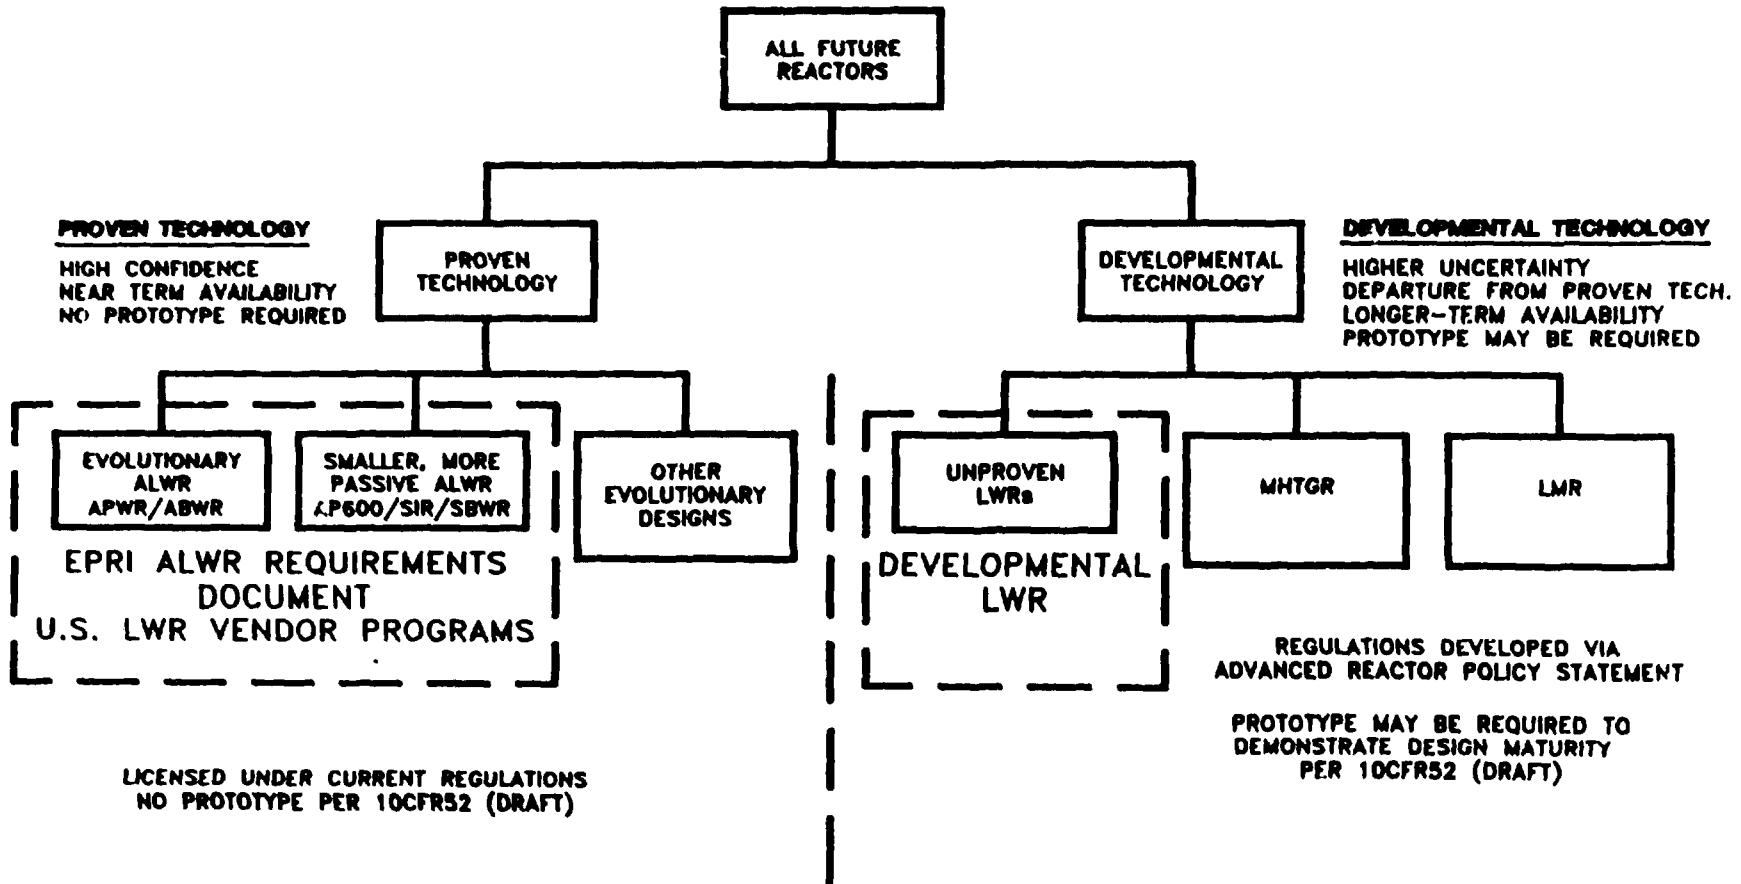 ALL FUTURE
REACTORS
PROVEN TECHNOLOGY
HIGH CONFIDENCE
NEAR TERM AVAILABILITY
NO PROTOTYPE REQUIRED
PROVEN
TECHNOLOGY
DEVELOPMENTAL
TECHNOLOGY
DEVELOPMENTAL TECHNOLOGY
HIGHER UNCERTAINTY
DEPARTURE FROM PROVEN TECH.
LONGER-TERM AVAILABILITY
PROTOTYPE MAY BE REQUIRED
EVOLUTIONARY
ALWR
APWR/ABWR
SMALLER, MORE
PASSIVE ALWR
AP600/SIR/SBWR
OTHER
EVOLUTIONARY
DESIGNS
EPRI ALWR REQUIREMENTS
DOCUMENT
U.S. LWR VENDOR PROGRAMS
LICENSED UNDER CURRENT REGULATIONS
NO PROTOTYPE PER 10CFR52 (DRAFT)
UNPROVEN
LWRs
DEVELOPMENTAL
LWR
MHTGR
LMR
REGULATIONS DEVELOPED VIA
ADVANCED REACTOR POLICY STATEMENT
PROTOTYPE MAY BE REQUIRED TO
DEMONSTRATE DESIGN MATURITY
PER 10CFR52 (DRAFT)